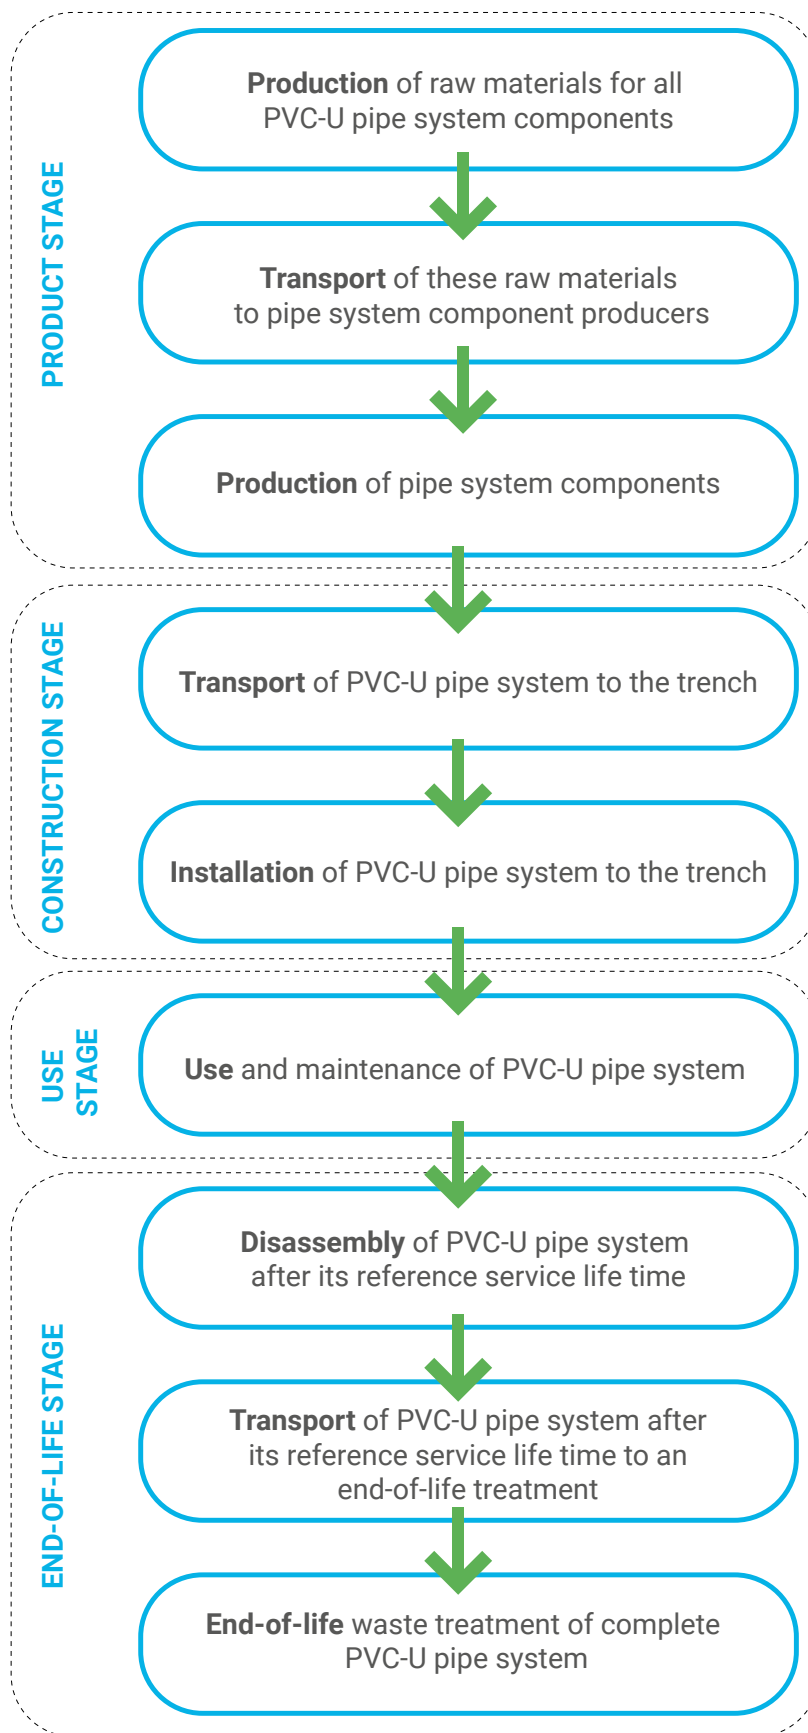 PRODUCT STAGE
Production of raw materials for all
PVC-U pipe system components
Transport of these raw materials
to pipe system component producers
Production of pipe system components
CONSTRUCTION STAGE
Transport of PVC-U pipe system to the trench
Installation of PVC-U pipe system to the trench
USE
STAGE
Use and maintenance of PVC-U pipe system
END-OF-LIFE STAGE
Disassembly of PVC-U pipe system
after its reference service life time
Transport of PVC-U pipe system after
its reference service life time to an
end-of-life treatment
End-of-life waste treatment of complete
PVC-U pipe system